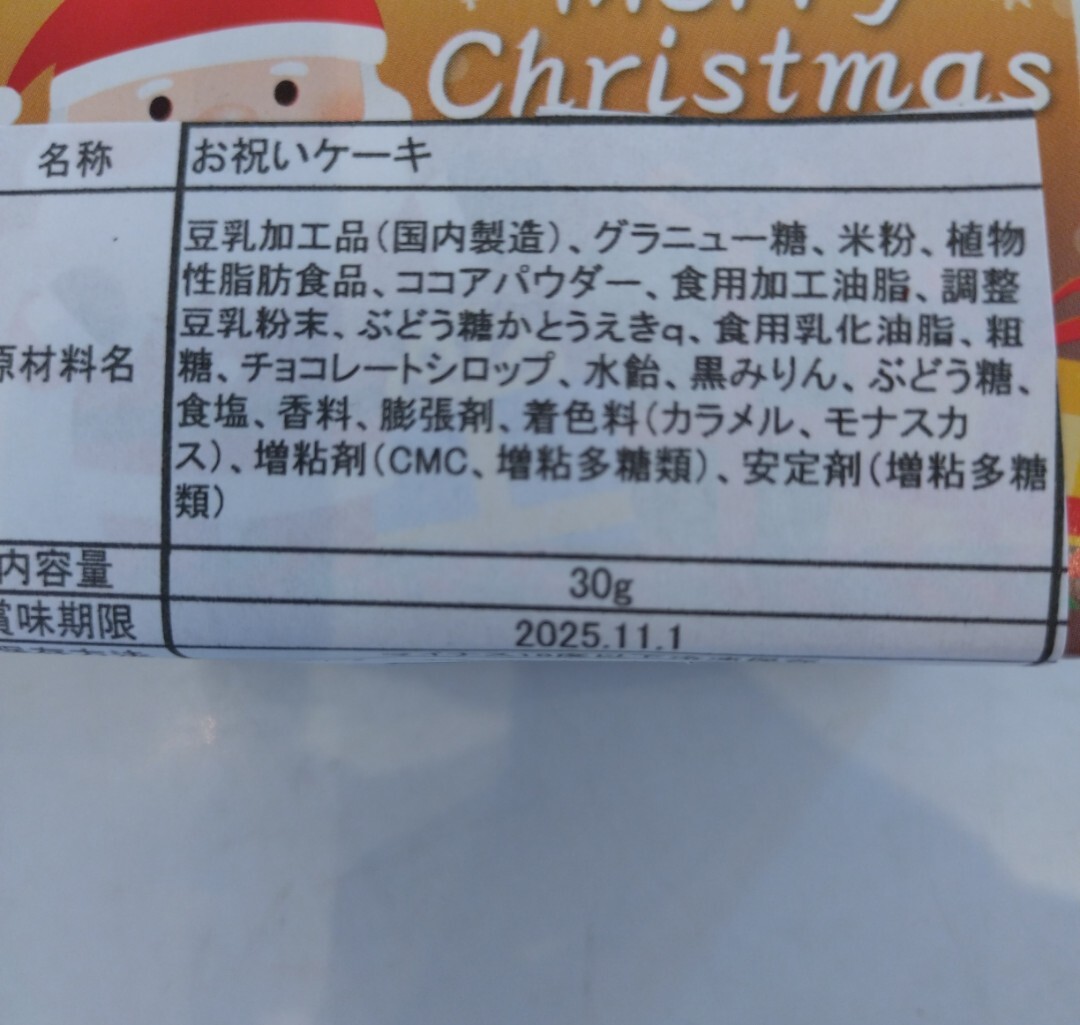 Merry
Christmas
名称 お祝いケーキ
原材料名
豆乳加工品(国内製造)、グラニュー糖、米粉、植物
性脂肪食品、ココアパウダー、食用加工油脂、調整
豆乳粉末、ぶどう糖かとうえきq、食用乳化油脂、粗
糖、チョコレートシロップ、水飴、黒みりん、ぶどう糖、
食塩、香料、膨張剤、着色料(カラメル、モナスカ
ス)、増粘剤(CMC、増粘多糖類)、安定剤(増粘多糖
類)
内容量 30g
賞味期限 2025.11.1